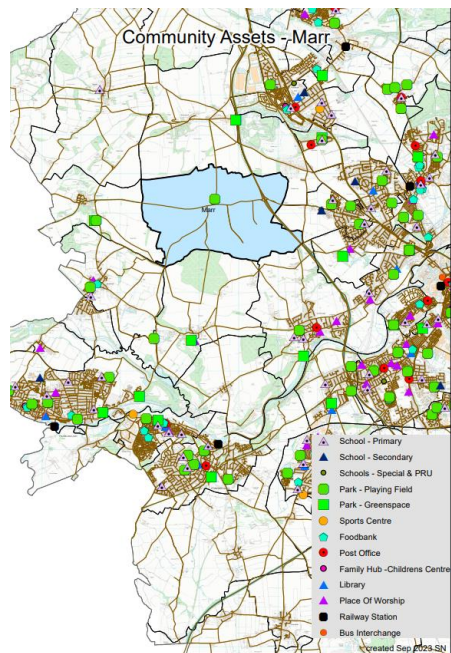 Community Assets - Marr
Marr
School - Primary
School - Secondary
Schools - Special & PRU
Park - Playing Field
Park - Greenspace
Sports Centre
Foodbank
Post Office
Family Hub -Childrens Centre
Library
Place Of Worship
Railway Station
Bus Interchange
created Sep 2023 SN